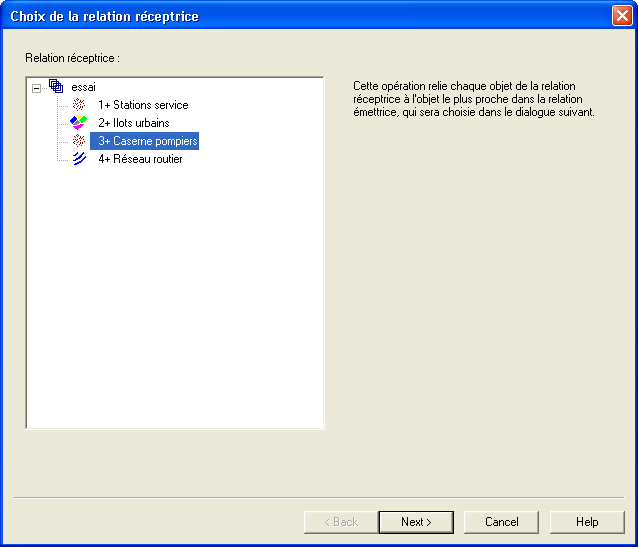 Choix de la relation réceptrice
Relation réceptrice :
essai
1+ Stations service
2+ Ilots urbains
3+ Caserne pompiers
4+ Réseau routier
Cette opération relie chaque objet de la relation
réceptrice à l'objet le plus proche dans la relation
émettrice, qui sera choisie dans le dialogue suivant.
< Back
Next >
Cancel
Help